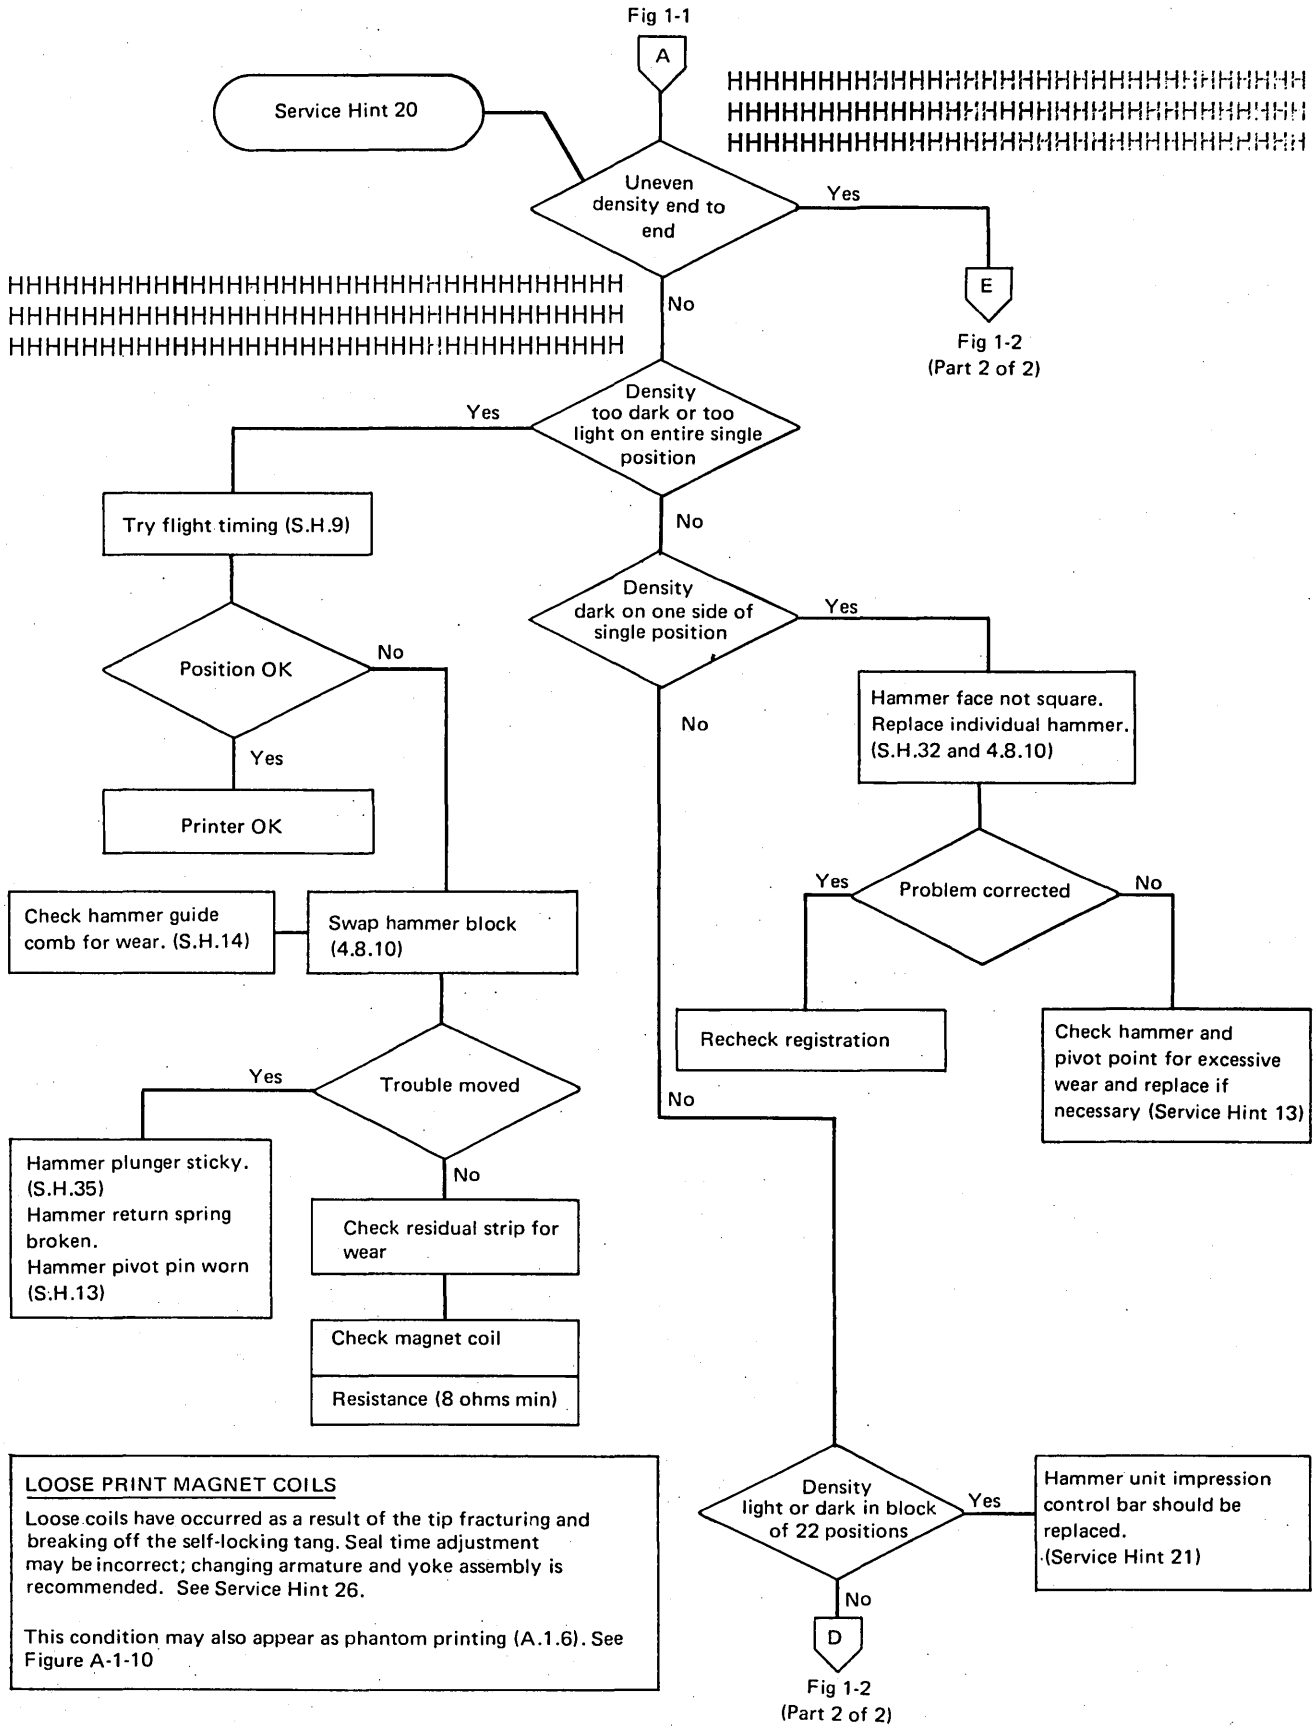 Fig 1-1
A
HHHHHHHHHHHHHHHHHHHHHHHHHHHHHHHH
HHHHHHHHHHHHHHHHHHHHHHHHHHHHHHHH
HHHHHHHHHHHHHHHHHHHHHHHHHHHHHHHH
Service Hint 20
Uneven
density end to
end
Yes
E
Fig 1-2
(Part 2 of 2)
No
HHHHHHHHHHHHHHHHHHHHHHHHHHHHHHHHHH
HHHHHHHHHHHHHHHHHHHHHHHHHHHHHHHHHH
HHHHHHHHHHHHHHHHHHHHHHHHHHHHHHHHHH
Density
too dark or too
light on entire single
position
Yes
Try flight timing (S.H.9)
No
Density
dark on one side of
single position
Yes
Position OK
No
Hammer face not square.
Replace individual hammer.
(S.H.32 and 4.8.10)
No
Yes
Printer OK
Yes
Problem corrected
No
Check hammer guide
comb for wear. (S.H.14)
Swap hammer block
(4.8.10)
Recheck registration
Check hammer and
pivot point for excessive
wear and replace if
necessary (Service Hint 13)
Yes
Trouble moved
No
Hammer plunger sticky.
(S.H.35)
Hammer return spring
broken.
Hammer pivot pin worn
(S.H.13)
No
Check residual strip for
wear
Check magnet coil
Resistance (8 ohms min)
LOOSE PRINT MAGNET COILS
Loose coils have occurred as a result of the tip fracturing and
breaking off the self-locking tang. Seal time adjustment
may be incorrect; changing armature and yoke assembly is
recommended. See Service Hint 26.
This condition may also appear as phantom printing (A.1.6). See
Figure A-1-10
Density
light or dark in block
of 22 positions
Yes
Hammer unit impression
control bar should be
replaced.
(Service Hint 21)
No
D
Fig 1-2
(Part 2 of 2)